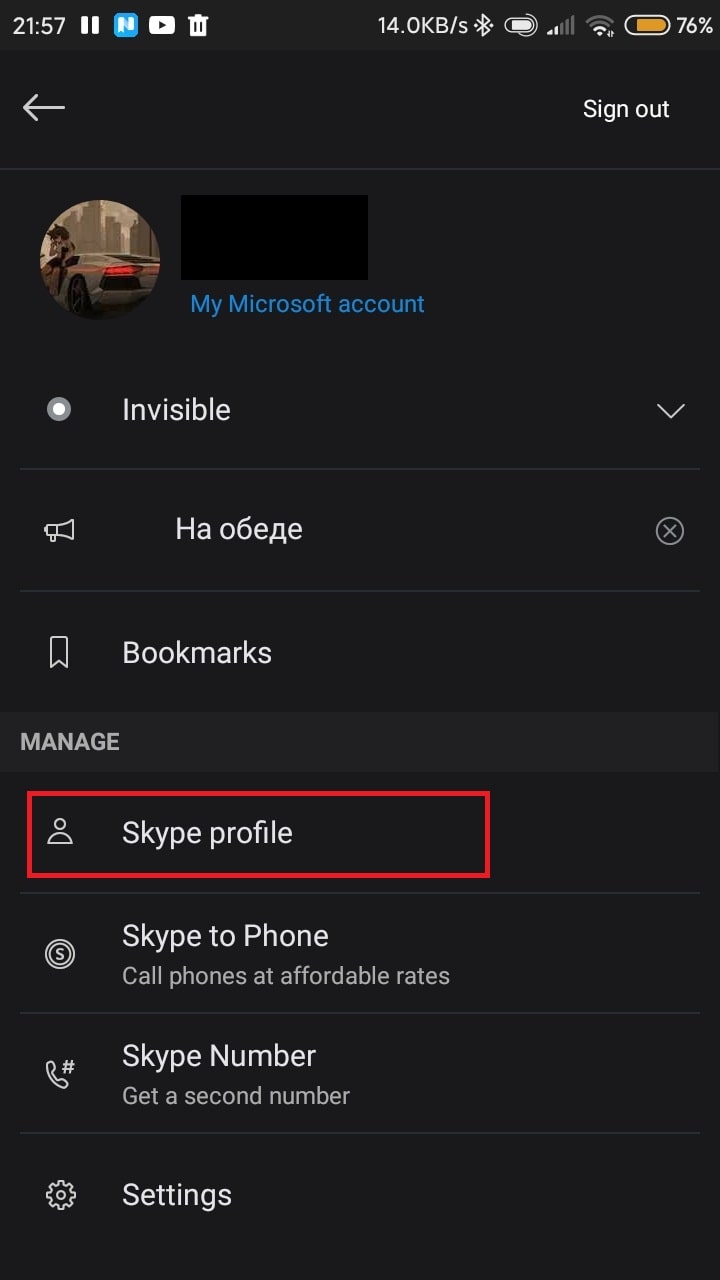 21:57 14.0KB/s 76%
Sign out
My Microsoft account
Invisible
На обеде
Bookmarks
MANAGE
Skype profile
Skype to Phone
Call phones at affordable rates
Skype Number
Get a second number
Settings